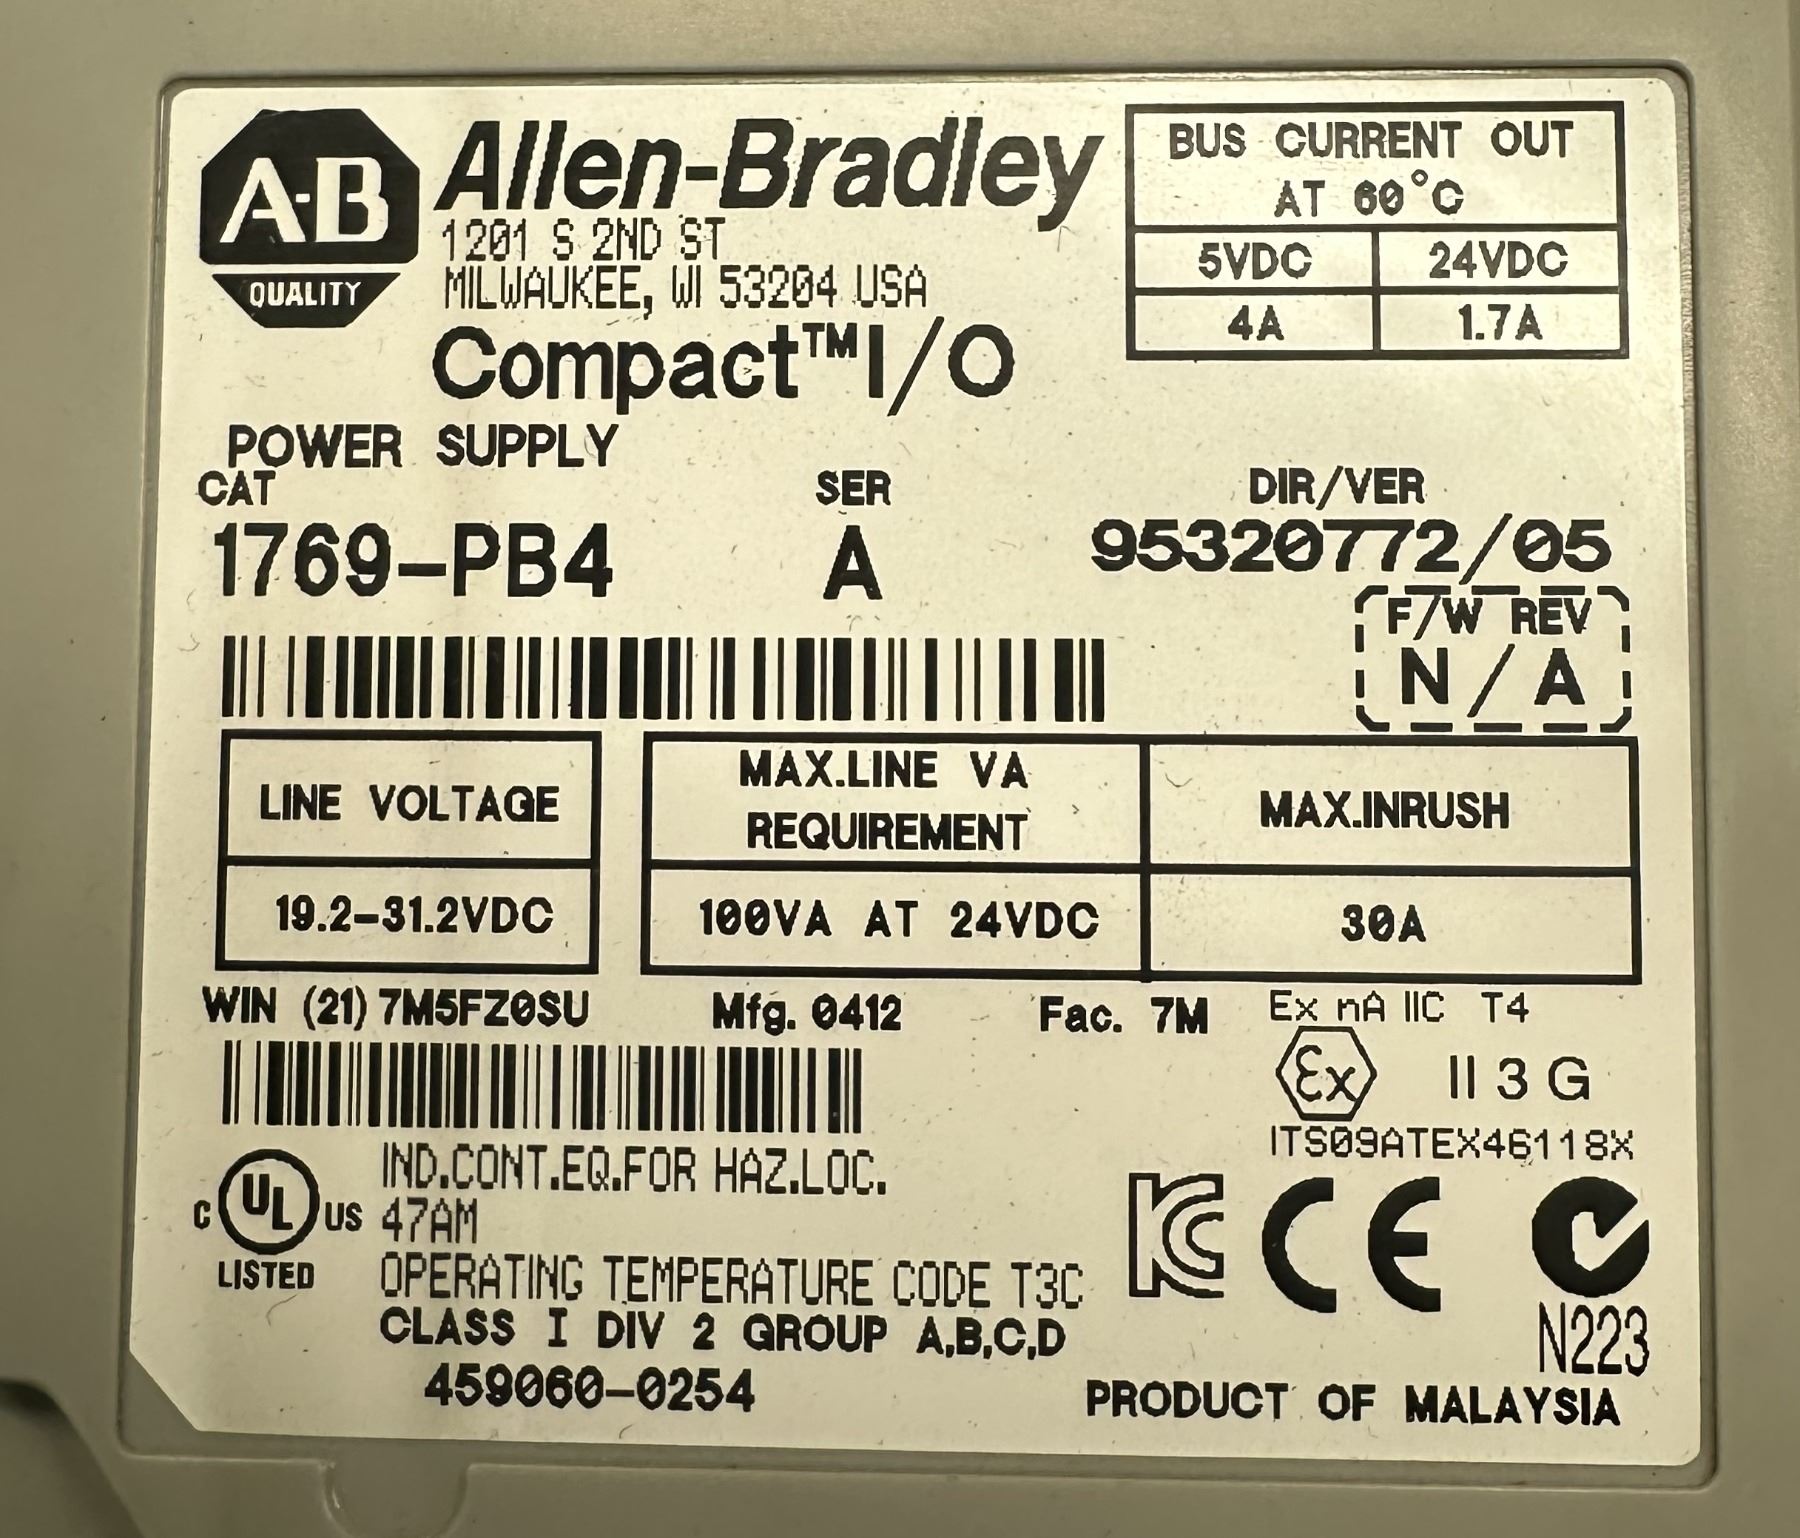 A-B
QUALITY
Allen-Bradley
1201 S 2ND ST
MILWAUKEE, WI 53204 USA
Compact™ I/O
BUS CURRENT OUT
AT 60°C
5VDC 24VDC
4A 1.7A
POWER SUPPLY
CAT SER DIR/VER
1769-PB4 A 95320772/05
F/W REV
N/A
LINE VOLTAGE
19.2-31.2VDC
MAX.LINE VA
REQUIREMENT
100VA AT 24VDC
MAX.INRUSH
30A
WIN (21) 7M5FZ0SU Mfg. 0412 Fac. 7M
Ex nA IIC T4
Ex II 3 G
ITS09ATEX46118X
C UL US
LISTED
IND.CONT.EQ.FOR HAZ.LOC.
47AM
OPERATING TEMPERATURE CODE T3C
CLASS I DIV 2 GROUP A,B,C,D
459060-0254
KC CE
N223
PRODUCT OF MALAYSIA